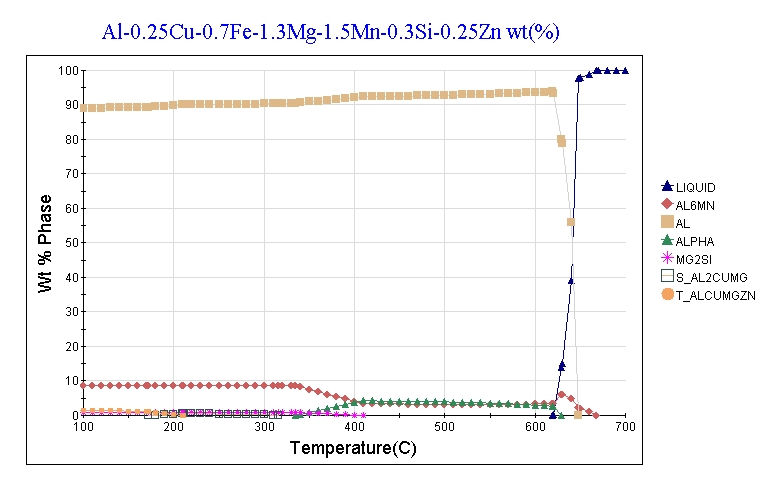 Al-0.25Cu-0.7Fe-1.3Mg-1.5Mn-0.3Si-0.25Zn wt(%)
100
90
80
70
60
50
40
30
20
10
0
Wt % Phase
100 200 300 400 500 600 700
Temperature(C)
LIQUID
AL6MN
AL
ALPHA
MG2SI
S_AL2CUMG
T_ALCUMGZN